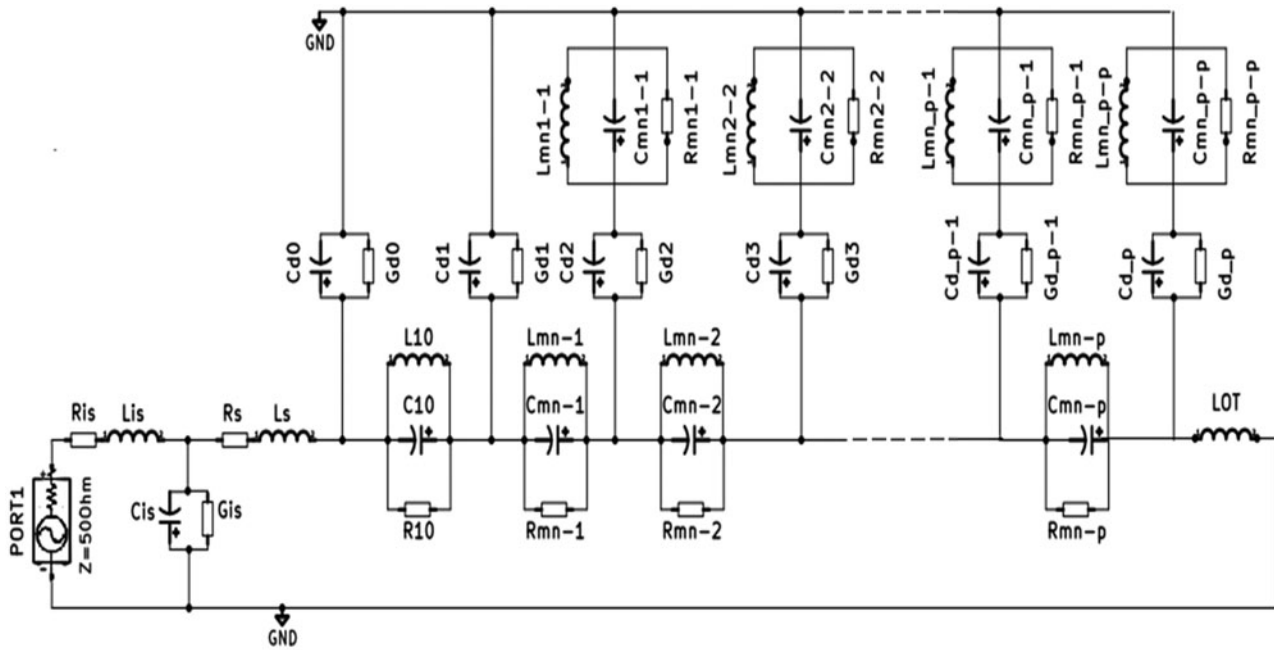 GND
Lmn1-1
Cmn1-1
Rmn1-1
Lmn2-2
Cmn2-2
Rmn2-2
Lmn_p-1
Cmn_p-1
Rmn_p-1
Lmn_p-p
Cmn_p-p
Rmn_p-p
Cd0
Gd0
Cd1
Gd1
Cd2
Gd2
Cd3
Gd3
Cd_p-1
Gd_p-1
Cd_p
Gd_p
L10
Lmn-1
Lmn-2
Lmn-p
Ris
Lis
Rs
Ls
C10
Cmn-1
Cmn-2
Cmn-p
LOT
PORT1
Z=50Ohm
Cis
Gis
R10
Rmn-1
Rmn-2
Rmn-p
GND